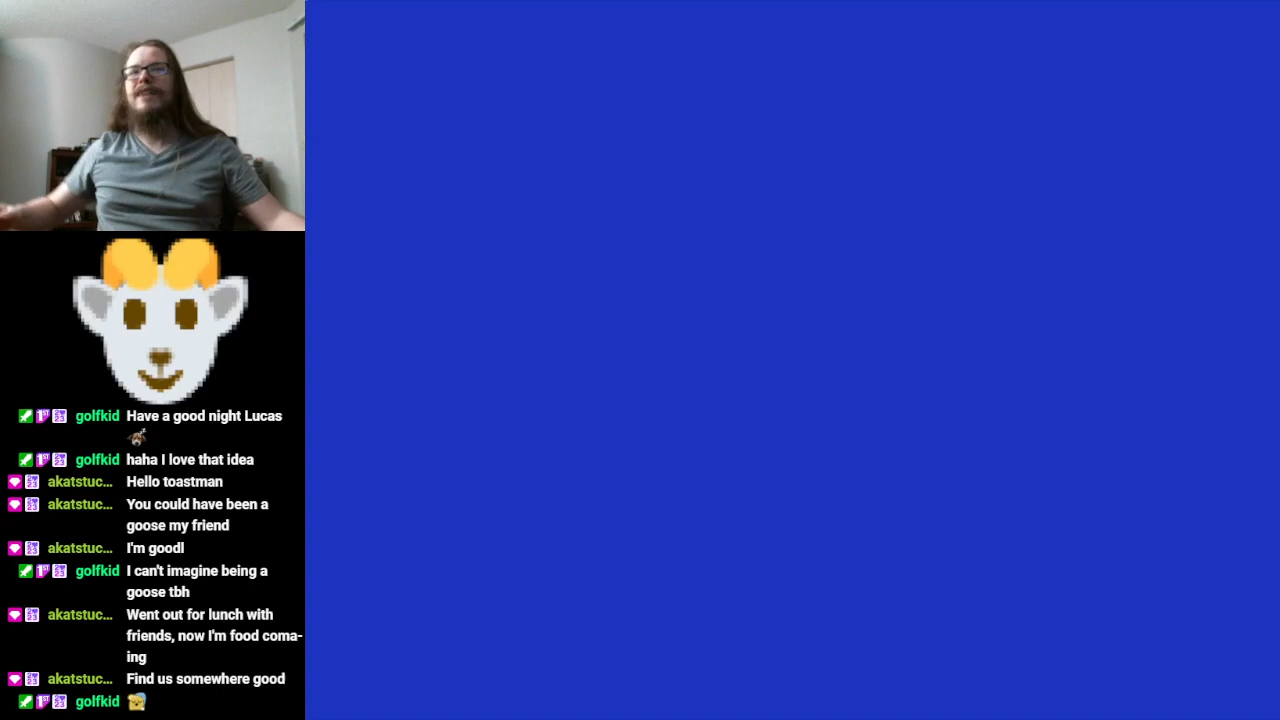 golfkid Have a good night Lucas
golfkid haha I love that idea
akatstuc... Hello toastman
akatstuc... You could have been a
goose my friend
akatstuc... I'm goodl
golfkid I can't imagine being a
goose tbh
akatstuc... Went out for lunch with
friends, now I'm food coma-
ing
akatstuc... Find us somewhere good
golfkid